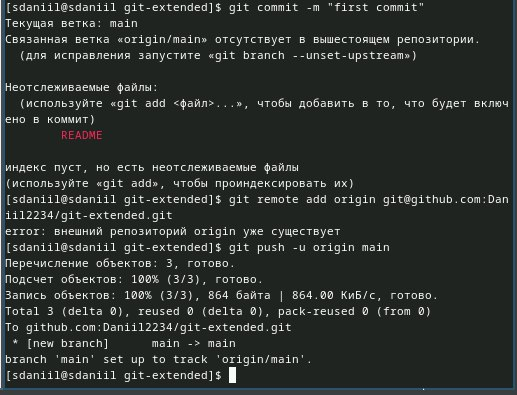 [sdaniil@sdaniil git-extended]$ git commit -m "first commit"
Текущая ветка: main
Связанная ветка «origin/main» отсутствует в вышестоящем репозитории.
  (для исправления запустите «git branch --unset-upstream»)

Неотслеживаемые файлы:
  (используйте «git add <файл>...», чтобы добавить в то, что будет включ
ено в коммит)
        README

индекс пуст, но есть неотслеживаемые файлы
(используйте «git add», чтобы проиндексировать их)
[sdaniil@sdaniil git-extended]$ git remote add origin git@github.com:Dan
iil2234/git-extended.git
error: внешний репозиторий origin уже существует
[sdaniil@sdaniil git-extended]$ git push -u origin main
Перечисление объектов: 3, готово.
Подсчет объектов: 100% (3/3), готово.
Запись объектов: 100% (3/3), 864 байта | 864.00 КиБ/с, готово.
Total 3 (delta 0), reused 0 (delta 0), pack-reused 0 (from 0)
To github.com:Daniil2234/git-extended.git
 * [new branch]      main -> main
branch 'main' set up to track 'origin/main'.
[sdaniil@sdaniil git-extended]$